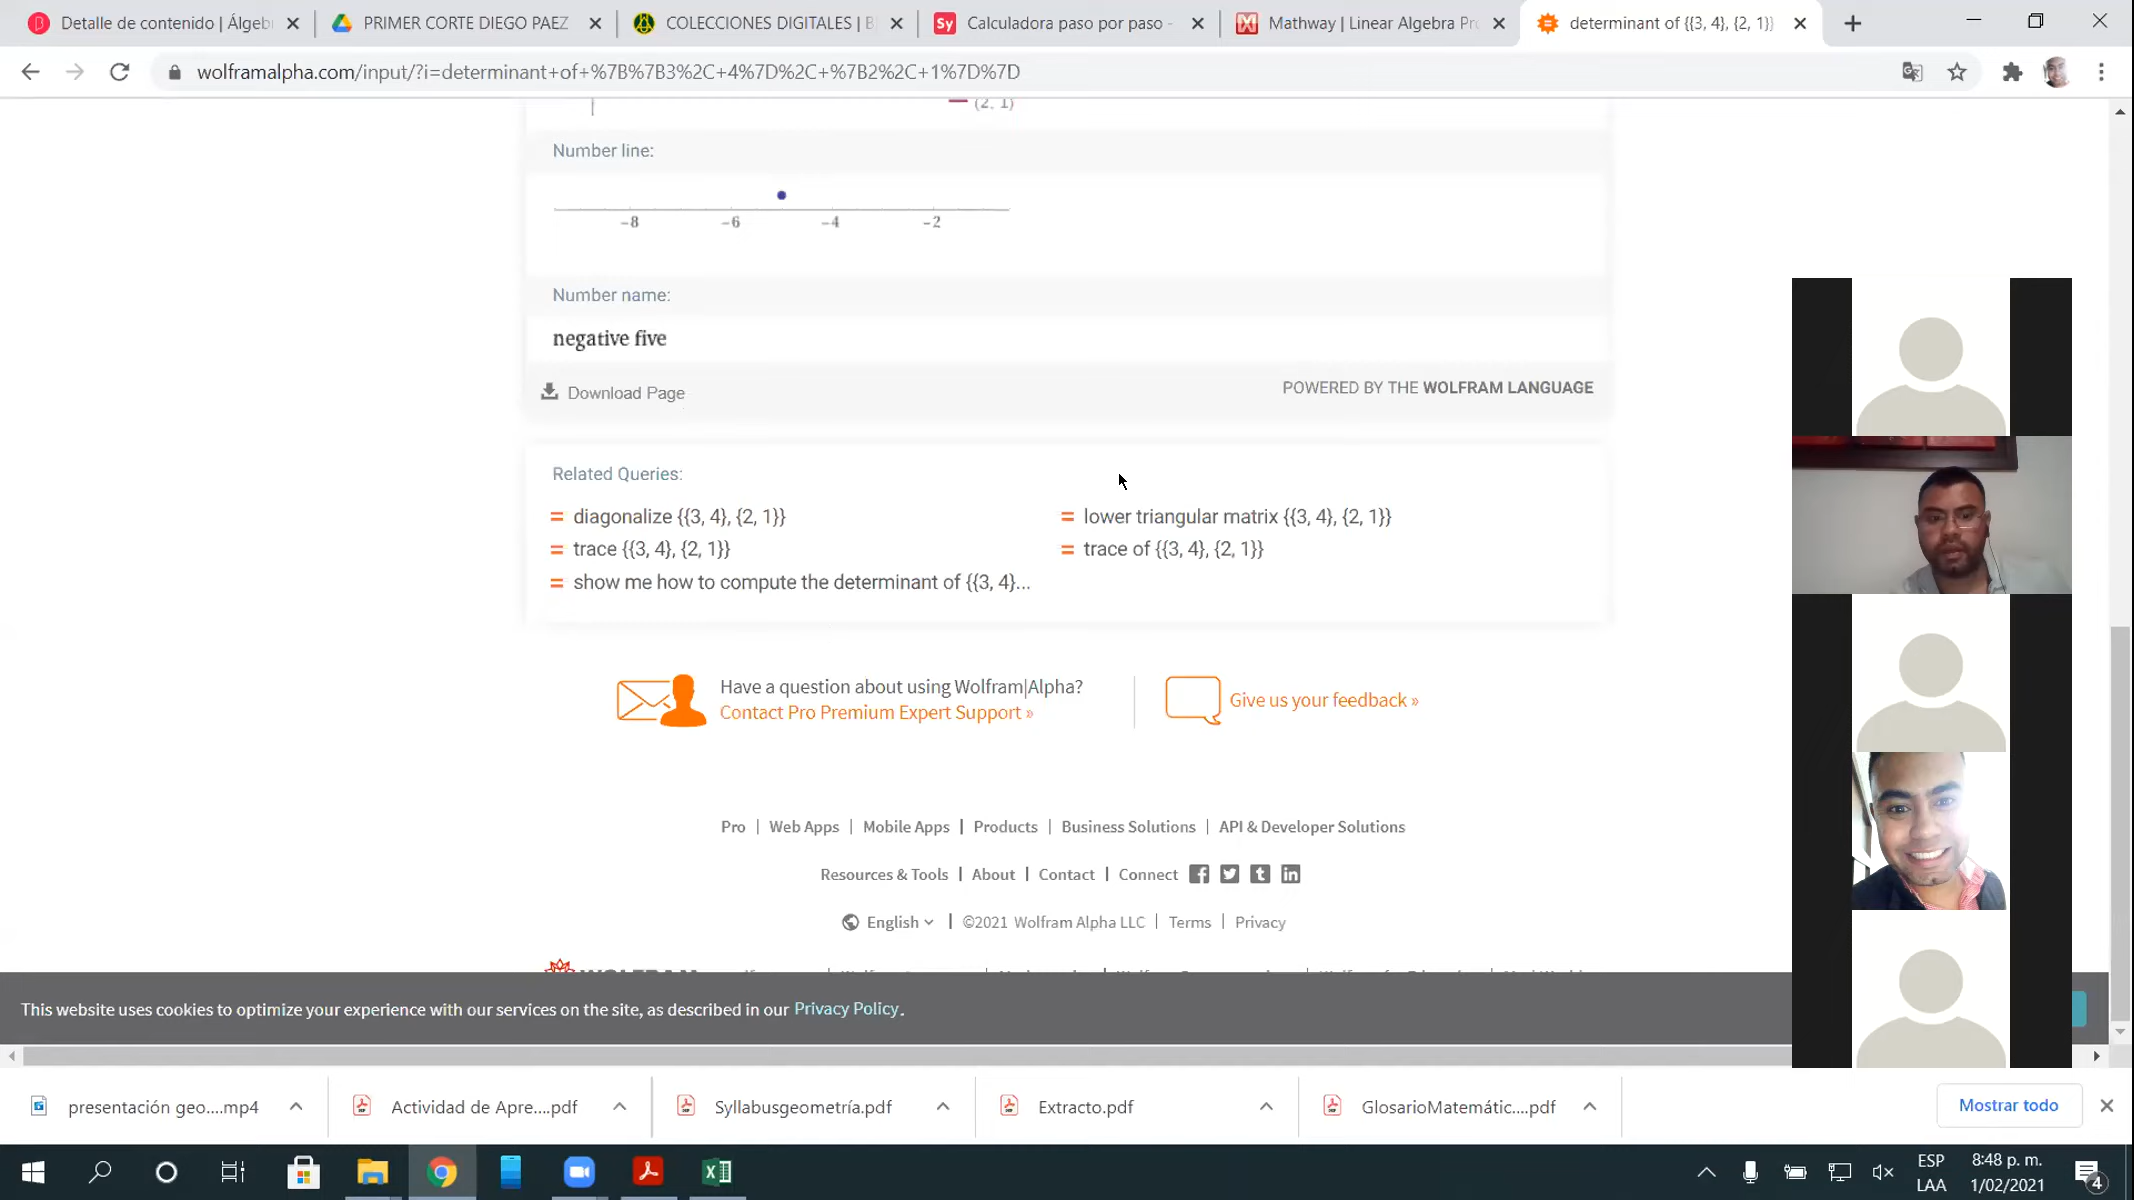 Detalle de contenido | Álgeb
PRIMER CORTE DIEGO PAEZ
COLECCIONES DIGITALES | B
Sy Calculadora paso por paso -
Mathway | Linear Algebra Pr
determinant of {{3, 4}, {2, 1}}
wolframalpha.com/input/?i=determinant+of+%7B%7B3%2C+4%7D%2C+%7B2%2C+1%7D%7D
(2, 1)
Number line:
-8 -6 -4 -2
Number name:
negative five
Download Page
POWERED BY THE WOLFRAM LANGUAGE
Related Queries:
= diagonalize {{3, 4}, {2, 1}}
= lower triangular matrix {{3, 4}, {2, 1}}
= trace {{3, 4}, {2, 1}}
= trace of {{3, 4}, {2, 1}}
= show me how to compute the determinant of {{3, 4}...
Have a question about using Wolfram|Alpha?
Contact Pro Premium Expert Support »
Give us your feedback »
Pro | Web Apps | Mobile Apps | Products | Business Solutions | API & Developer Solutions
Resources & Tools | About | Contact | Connect
English | ©2021 Wolfram Alpha LLC | Terms | Privacy
WOLFRAM
This website uses cookies to optimize your experience with our services on the site, as described in our Privacy Policy.
presentación geo....mp4
Actividad de Apre....pdf
Syllabusgeometría.pdf
Extracto.pdf
GlosarioMatemátic....pdf
Mostrar todo
ESP
LAA
8:48 p. m.
1/02/2021
4